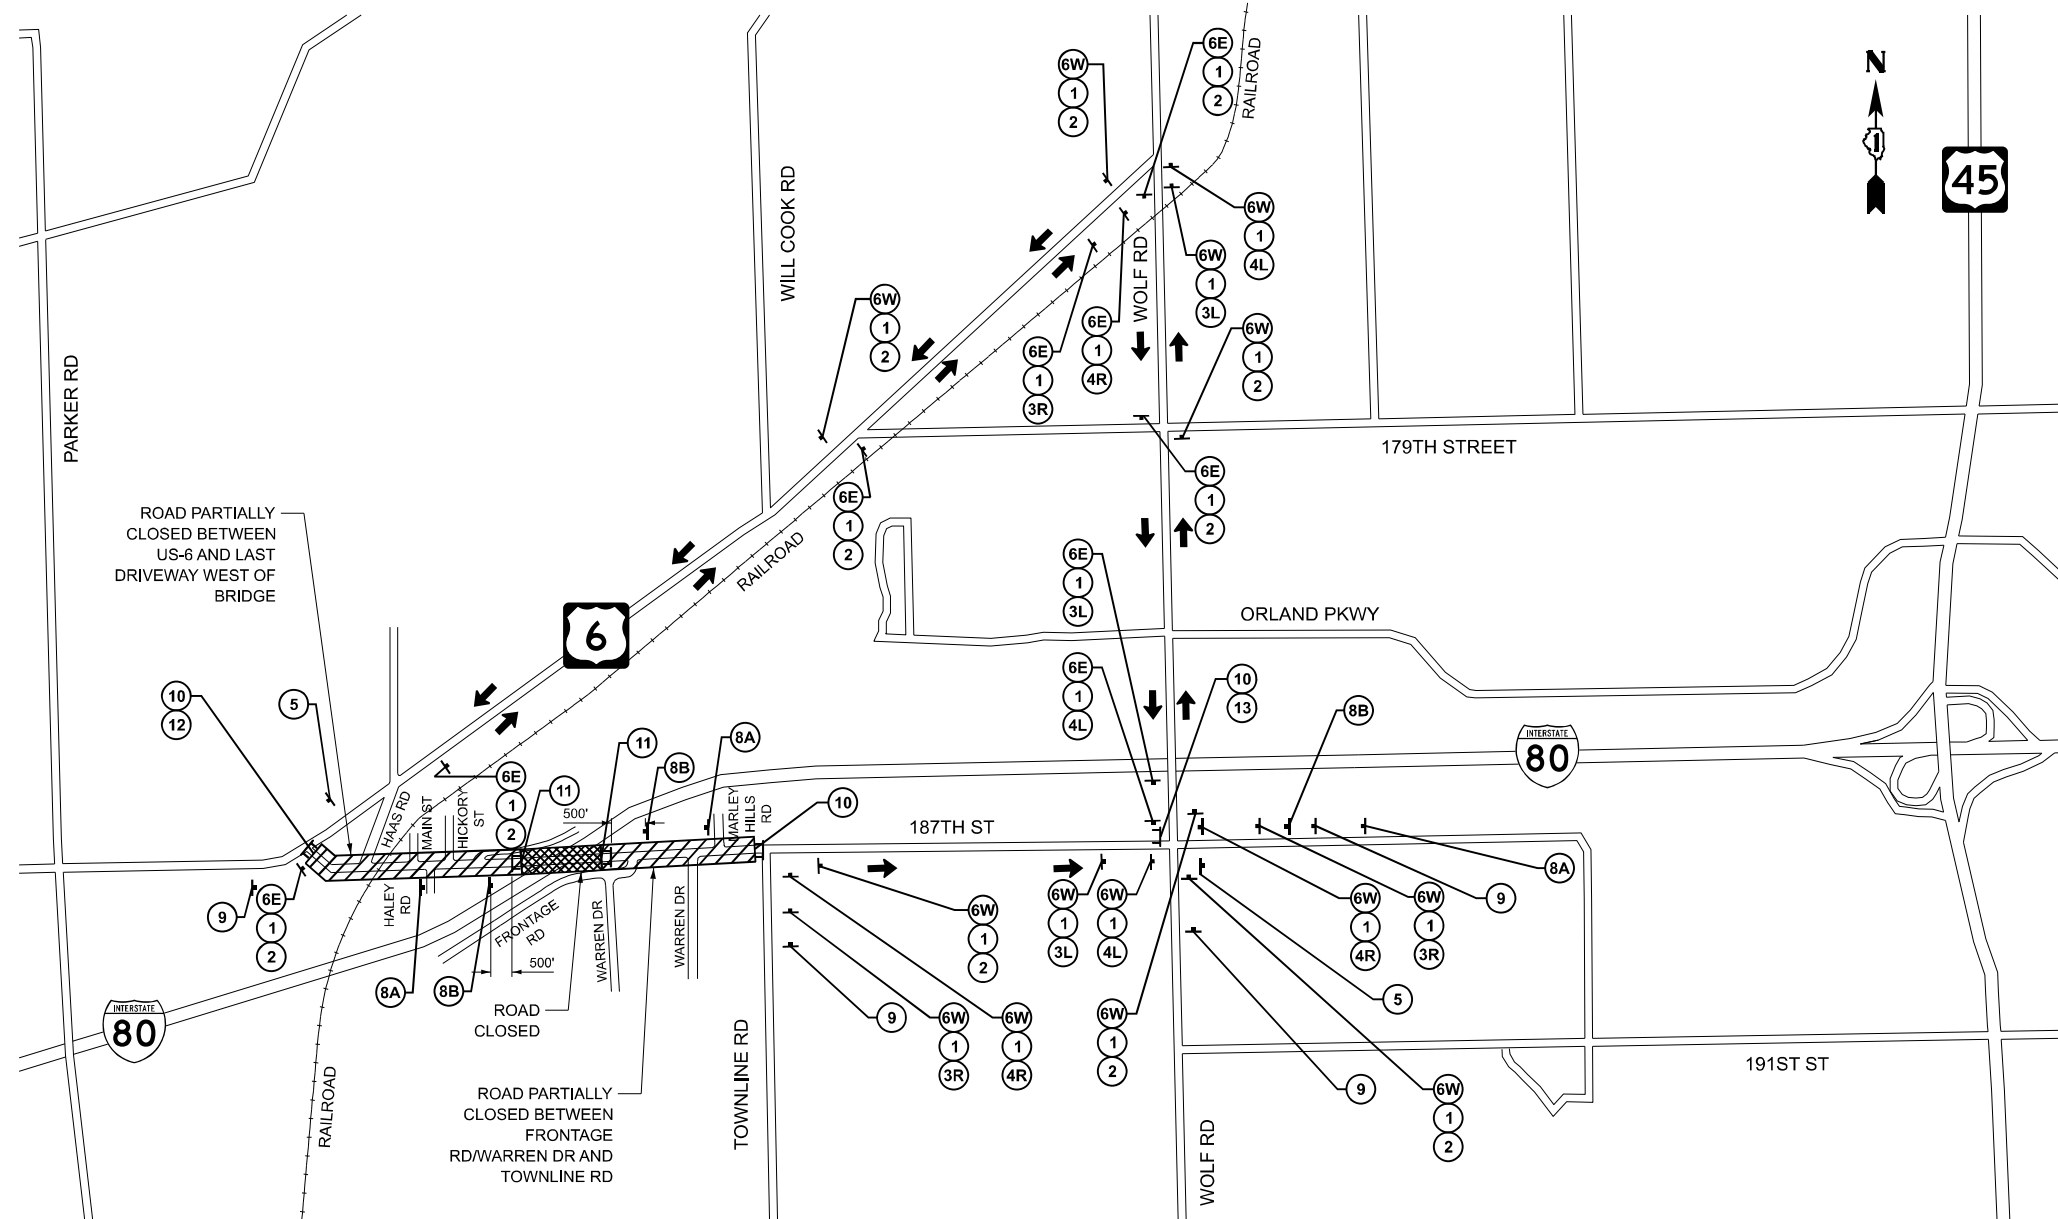 6W
1
2
6E
1
2
RAILROAD
N
1
45
WILL COOK RD
WOLF RD
6W
1
4L
6W
1
3L
6W
1
2
6E
1
4R
6E
1
3R
6W
1
2
PARKER RD
179TH STREET
6E
1
2
6E
1
2
ROAD PARTIALLY
CLOSED BETWEEN
US-6 AND LAST
DRIVEWAY WEST OF
BRIDGE
RAILROAD
6
6E
1
3L
ORLAND PKWY
6E
1
4L
10
13
8B
10
12
5
INTERSTATE
80
11
8A
8B
6E
1
2
11
500'
10
HAAS RD
MAIN ST
HICKORY
ST
MARLEY
HILLS
RD
187TH ST
8A
9
6E
1
2
HALEY
RD
FRONTAGE
RD
WARREN DR
WARREN DR
500'
9
6W
1
2
6W
1
3L
6W
1
4L
6W
1
4R
6W
1
3R
9
8A
8B
ROAD
CLOSED
INTERSTATE
80
9
6W
1
3R
6W
1
4R
6W
1
2
5
9
6W
1
2
191ST ST
RAILROAD
ROAD PARTIALLY
CLOSED BETWEEN
FRONTAGE
RD/WARREN DR AND
TOWNLINE RD
TOWNLINE RD
WOLF RD